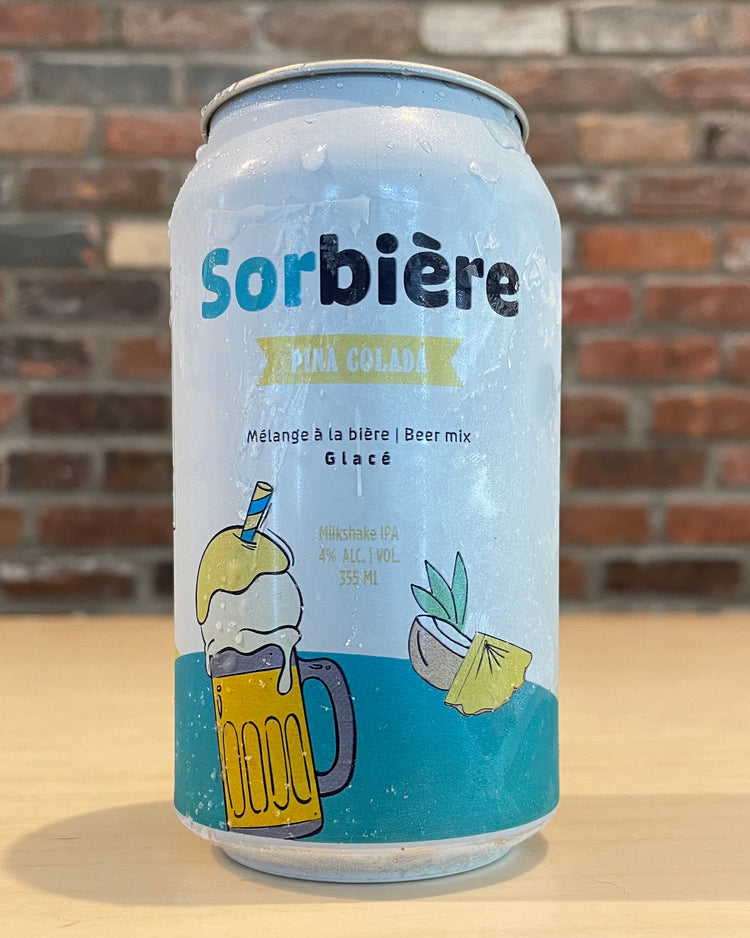 Sorbière
PINA COLADA
Mélange à la bière | Beer mix
Glacé
Milkshake IPA
4% ALC. | VOL.
355 ML